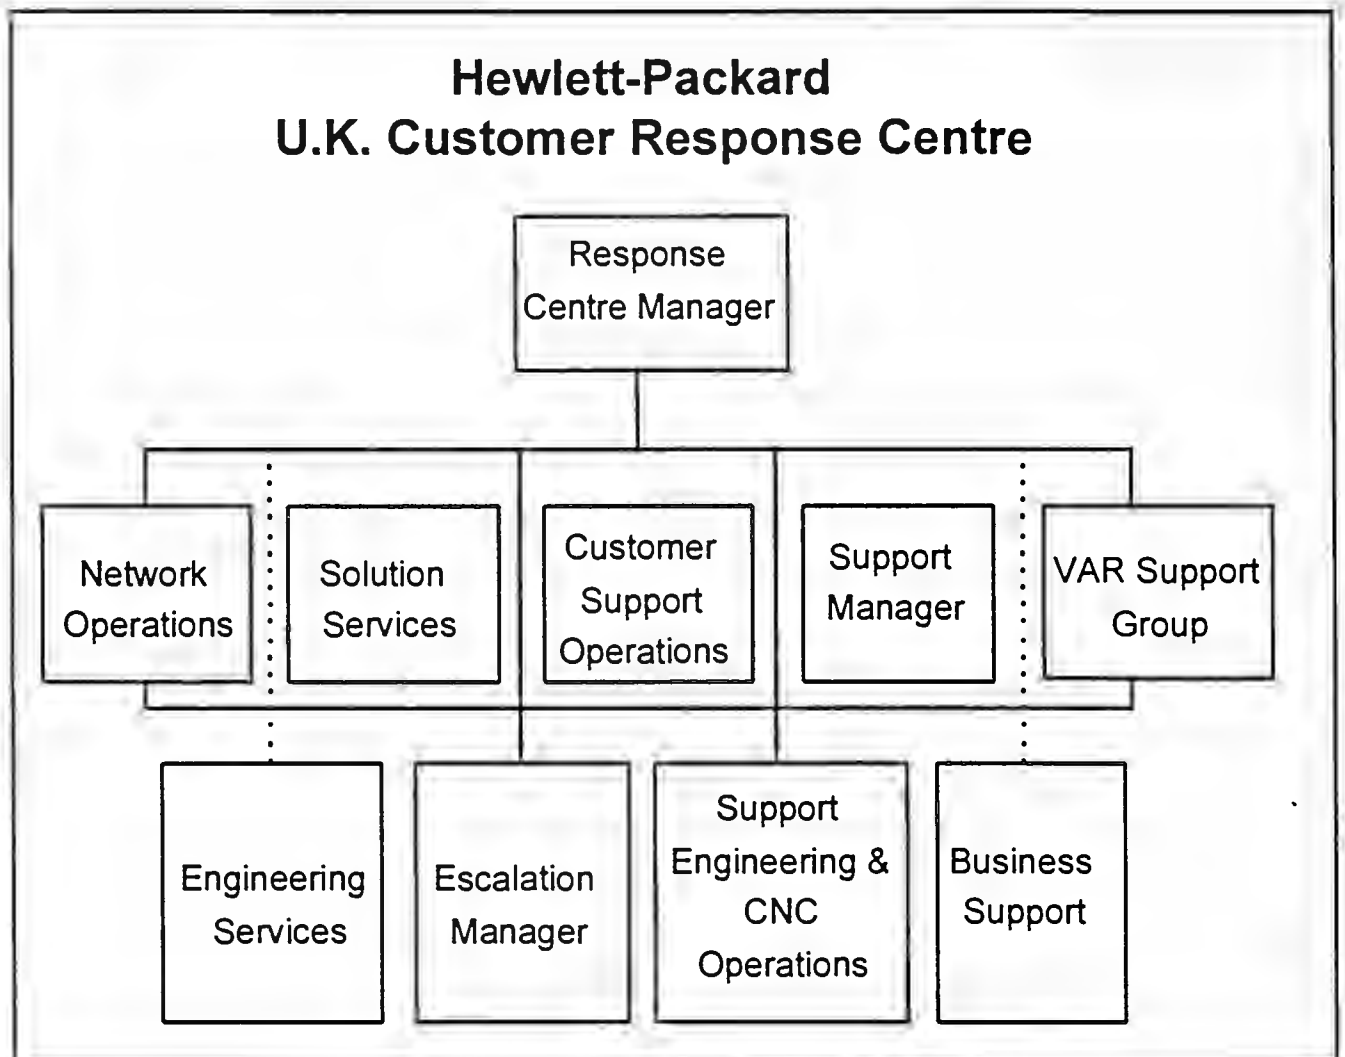 Hewlett-Packard
U.K. Customer Response Centre
Response
Centre Manager
Network
Operations
Solution
Services
Customer
Support
Operations
Support
Manager
VAR Support
Group
Engineering
Services
Escalation
Manager
Support
Engineering &
CNC
Operations
Business
Support